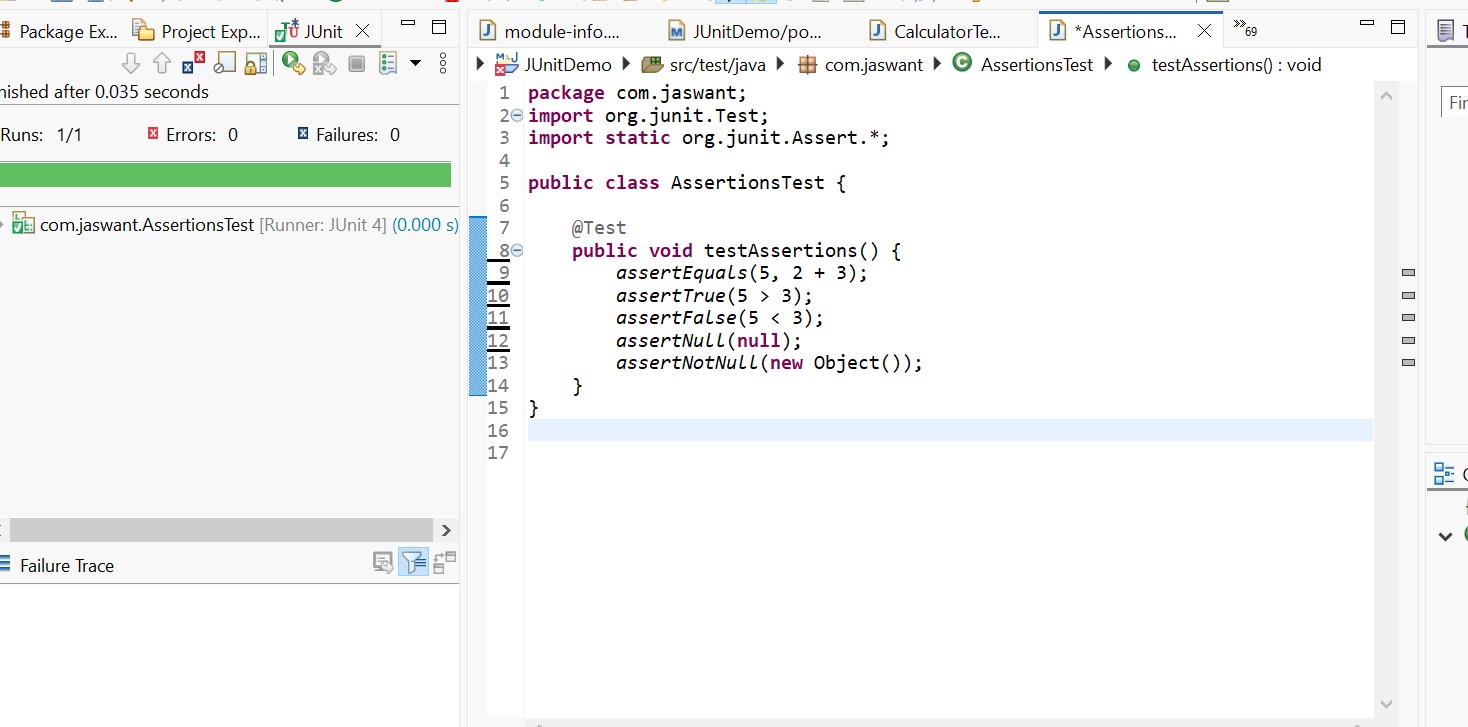 Package Ex...
Project Exp...
JUnit
nished after 0.035 seconds
Runs: 1/1
Errors: 0
Failures: 0
com.jaswant.AssertionsTest [Runner: JUnit 4] (0.000 s)
Failure Trace
module-info....
JUnitDemo/po...
CalculatorTe...
*Assertions...
69
JUnitDemo
src/test/java
com.jaswant
AssertionsTest
testAssertions() : void
1 package com.jaswant;
2 import org.junit.Test;
3 import static org.junit.Assert.*;
4
5 public class AssertionsTest {
6
7 @Test
8 public void testAssertions() {
9 assertEquals(5, 2 + 3);
10 assertTrue(5 > 3);
11 assertFalse(5 < 3);
12 assertNull(null);
13 assertNotNull(new Object());
14 }
15 }
16
17
Fir